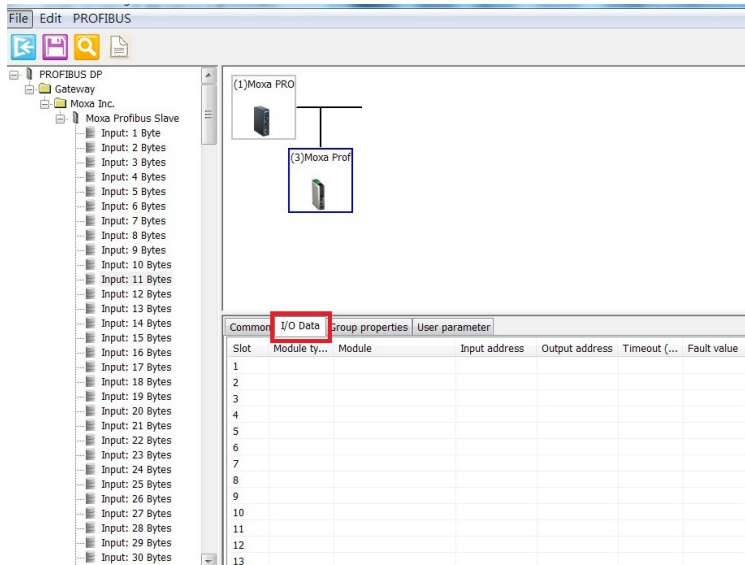 File Edit PROFIBUS
PROFIBUS DP
Gateway
Moxa Inc.
Moxa Profibus Slave
Input: 1 Byte
Input: 2 Bytes
Input: 3 Bytes
Input: 4 Bytes
Input: 5 Bytes
Input: 6 Bytes
Input: 7 Bytes
Input: 8 Bytes
Input: 9 Bytes
Input: 10 Bytes
Input: 11 Bytes
Input: 12 Bytes
Input: 13 Bytes
Input: 14 Bytes
Input: 15 Bytes
Input: 16 Bytes
Input: 17 Bytes
Input: 18 Bytes
Input: 19 Bytes
Input: 20 Bytes
Input: 21 Bytes
Input: 22 Bytes
Input: 23 Bytes
Input: 24 Bytes
Input: 25 Bytes
Input: 26 Bytes
Input: 27 Bytes
Input: 28 Bytes
Input: 29 Bytes
Input: 30 Bytes
(1)Moxa PRO
(3)Moxa Prof
Common I/O Data Group properties User parameter
Slot Module ty... Module Input address Output address Timeout (... Fault value
1
2
3
4
5
6
7
8
9
10
11
12
13